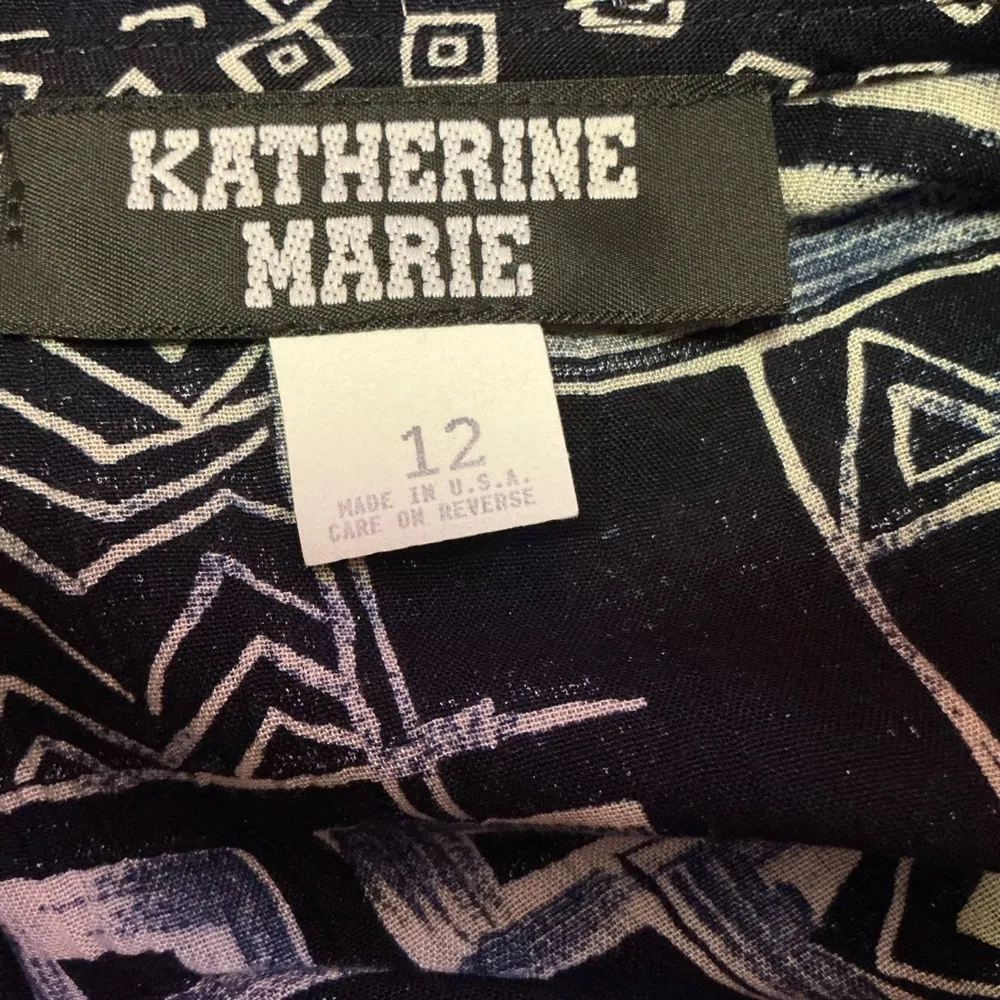 KATHERINE
MARIE
12
MADE IN U.S.A.
CARE ON REVERSE